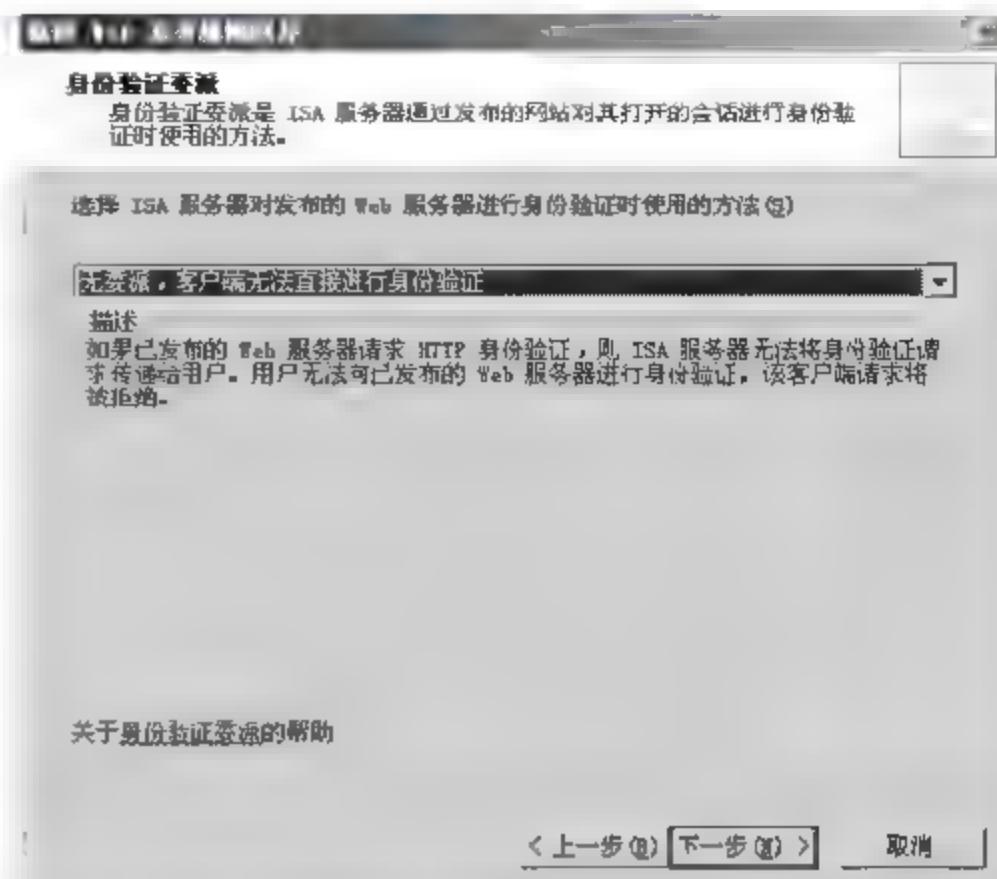 身份验证委派
身份验证委派是 ISA 服务器通过发布的网站对其打开的会话进行身份验
证时使用的方法。
选择 ISA 服务器对发布的 Web 服务器进行身份验证时使用的方法(S)
无委派，客户端无法直接进行身份验证
描述
如果已发布的 Web 服务器请求 HTTP 身份验证，则 ISA 服务器无法将身份验证请
求传递给用户。用户无法向已发布的 Web 服务器进行身份验证，该客户端请求将
被拒绝。
关于身份验证委派的帮助
< 上一步(B) 下一步(N) > 取消